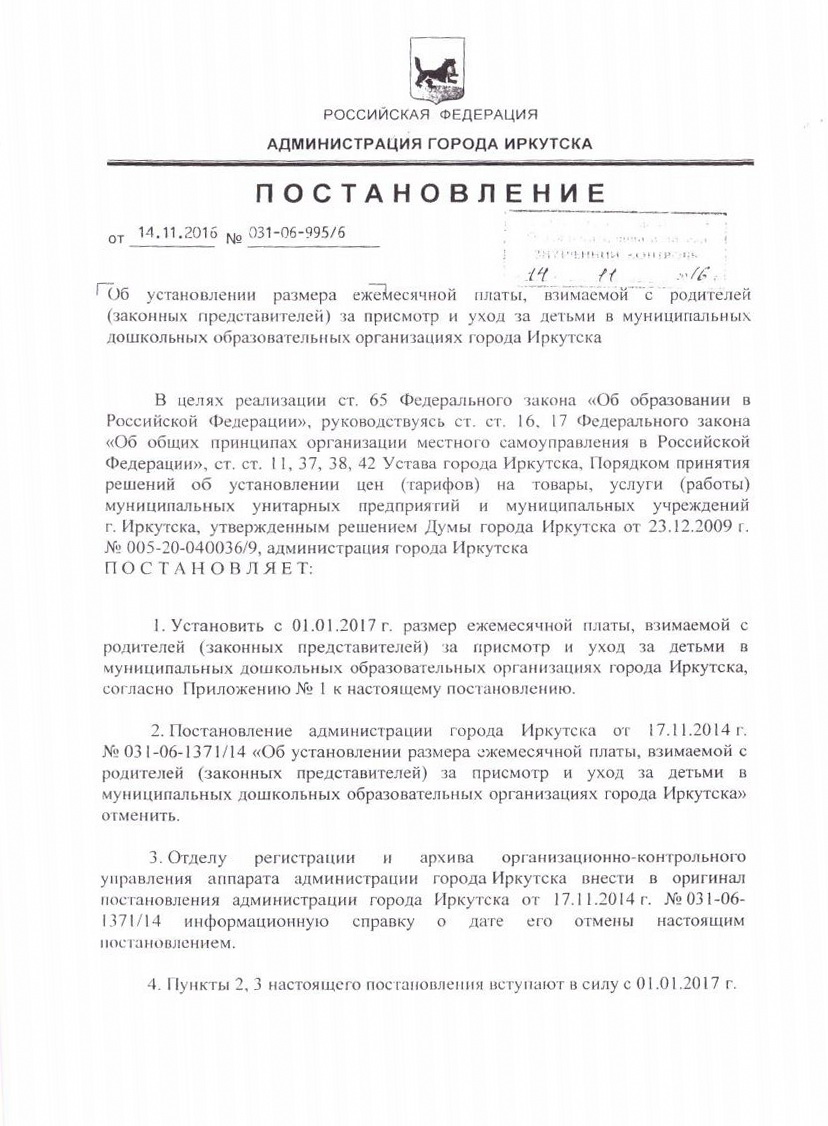 РОССИЙСКАЯ ФЕДЕРАЦИЯ
АДМИНИСТРАЦИЯ ГОРОДА ИРКУТСКА
ПОСТАНОВЛЕНИЕ
от 14.11.2016 № 031-06-995/6
14 11 16
Об установлении размера ежемесячной платы, взимаемой с родителей
(законных представителей) за присмотр и уход за детьми в муниципальных
дошкольных образовательных организациях города Иркутска
В целях реализации ст. 65 Федерального закона «Об образовании в
Российской Федерации», руководствуясь ст. ст. 16, 17 Федерального закона
«Об общих принципах организации местного самоуправления в Российской
Федерации», ст. ст. 11, 37, 38, 42 Устава города Иркутска, Порядком принятия
решений об установлении цен (тарифов) на товары, услуги (работы)
муниципальных унитарных предприятий и муниципальных учреждений
г. Иркутска, утвержденным решением Думы города Иркутска от 23.12.2009 г.
№ 005-20-040036/9, администрация города Иркутска
П О С Т А Н О В Л Я Е Т:
1. Установить с 01.01.2017 г. размер ежемесячной платы, взимаемой с
родителей (законных представителей) за присмотр и уход за детьми в
муниципальных дошкольных образовательных организациях города Иркутска,
согласно Приложению № 1 к настоящему постановлению.
2. Постановление администрации города Иркутска от 17.11.2014 г.
№ 031-06-1371/14 «Об установлении размера ежемесячной платы, взимаемой с
родителей (законных представителей) за присмотр и уход за детьми в
муниципальных дошкольных образовательных организациях города Иркутска»
отменить.
3. Отделу регистрации и архива организационно-контрольного
управления аппарата администрации города Иркутска внести в оригинал
постановления администрации города Иркутска от 17.11.2014 г. № 031-06-
1371/14 информационную справку о дате его отмены настоящим
постановлением.
4. Пункты 2, 3 настоящего постановления вступают в силу с 01.01.2017 г.